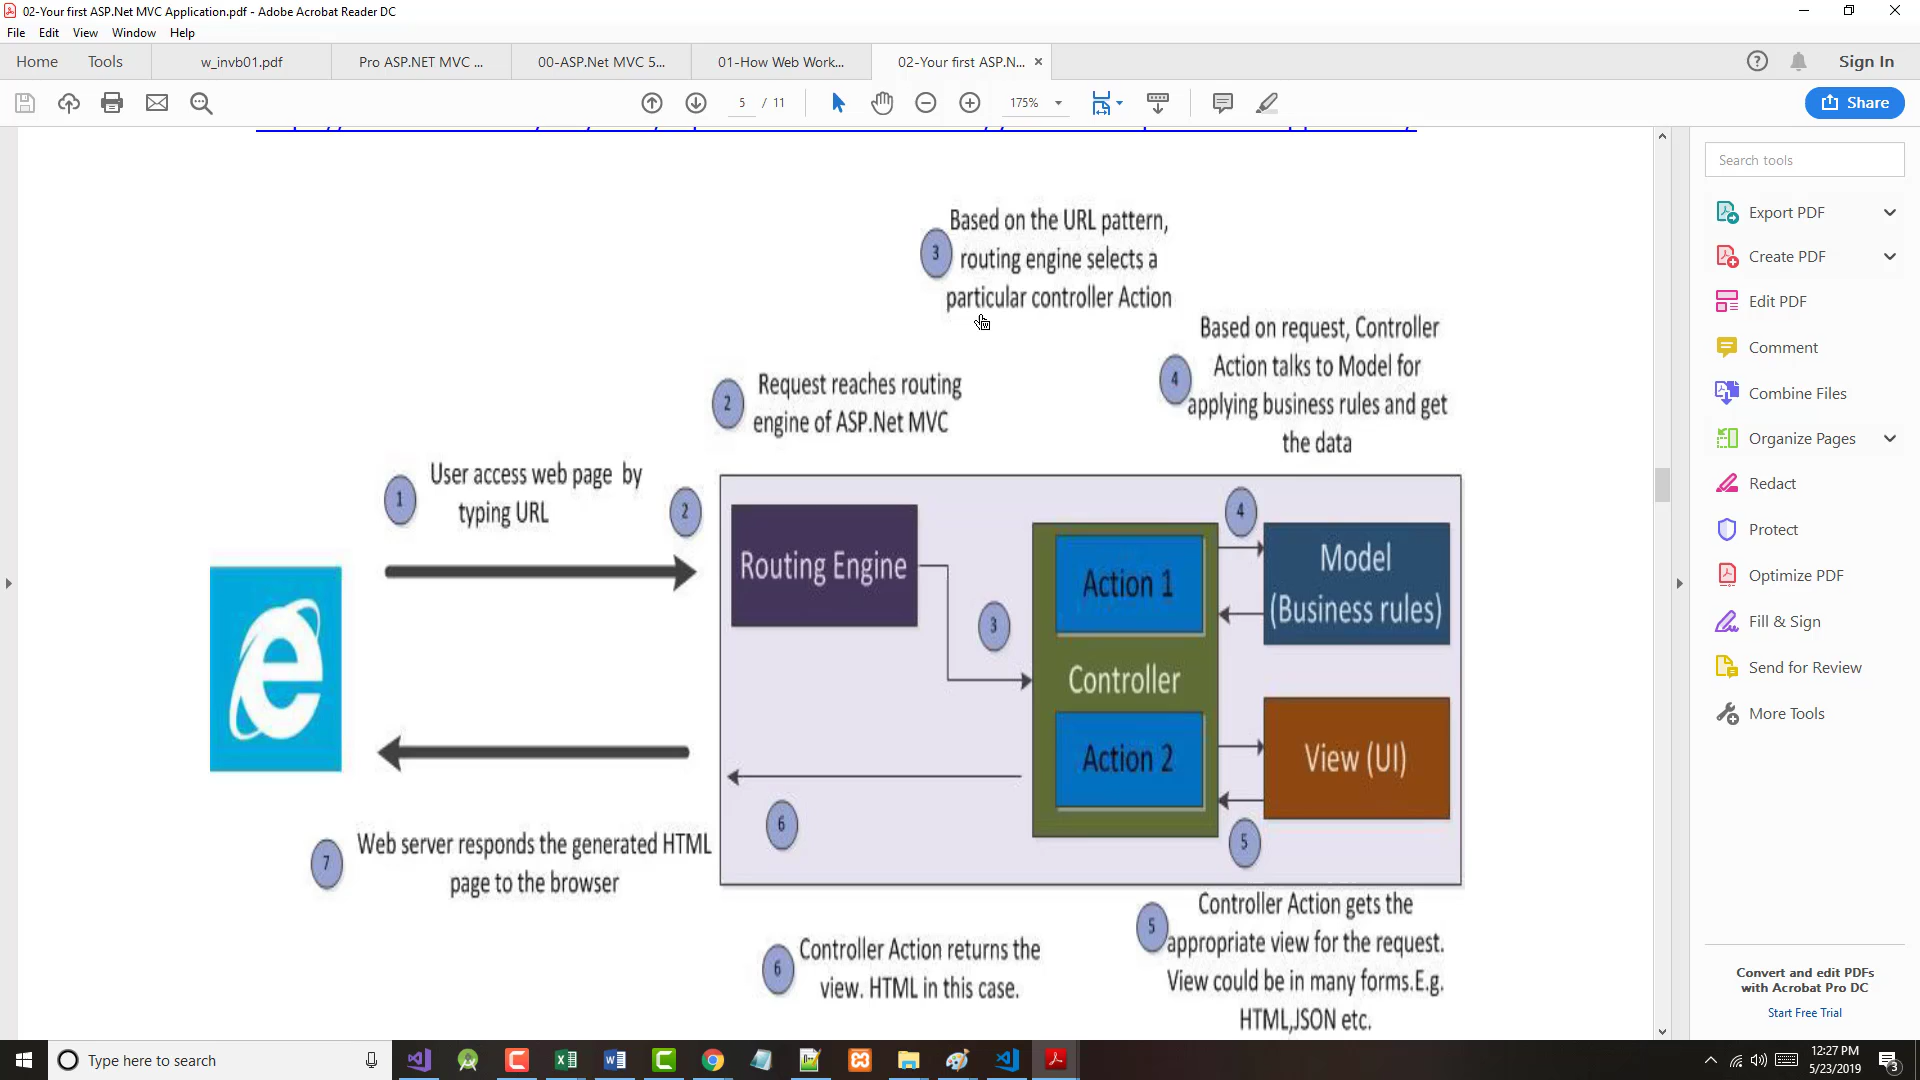 02-Your first ASP.Net MVC Application.pdf - Adobe Acrobat Reader DC
File Edit View Window Help
Home Tools w_invb01.pdf Pro ASP.NET MVC ... 00-ASP.Net MVC 5... 01-How Web Work... 02-Your first ASP.N... × Sign In
5 / 11 175% Share
Search tools
Export PDF
Create PDF
Edit PDF
Comment
Combine Files
Organize Pages
Redact
Protect
Optimize PDF
Fill & Sign
Send for Review
More Tools
Convert and edit PDFs
with Acrobat Pro DC
Start Free Trial
3 Based on the URL pattern,
routing engine selects a
particular controller Action
4 Based on request, Controller
Action talks to Model for
applying business rules and get
the data
2 Request reaches routing
engine of ASP.Net MVC
1 User access web page by
typing URL
2
Routing Engine
3
Action 1
Controller
Action 2
4
Model
(Business rules)
View (UI)
5
6
7 Web server responds the generated HTML
page to the browser
6 Controller Action returns the
view. HTML in this case.
5 Controller Action gets the
appropriate view for the request.
View could be in many forms.E.g.
HTML,JSON etc.
Type here to search
12:27 PM
5/23/2019
3